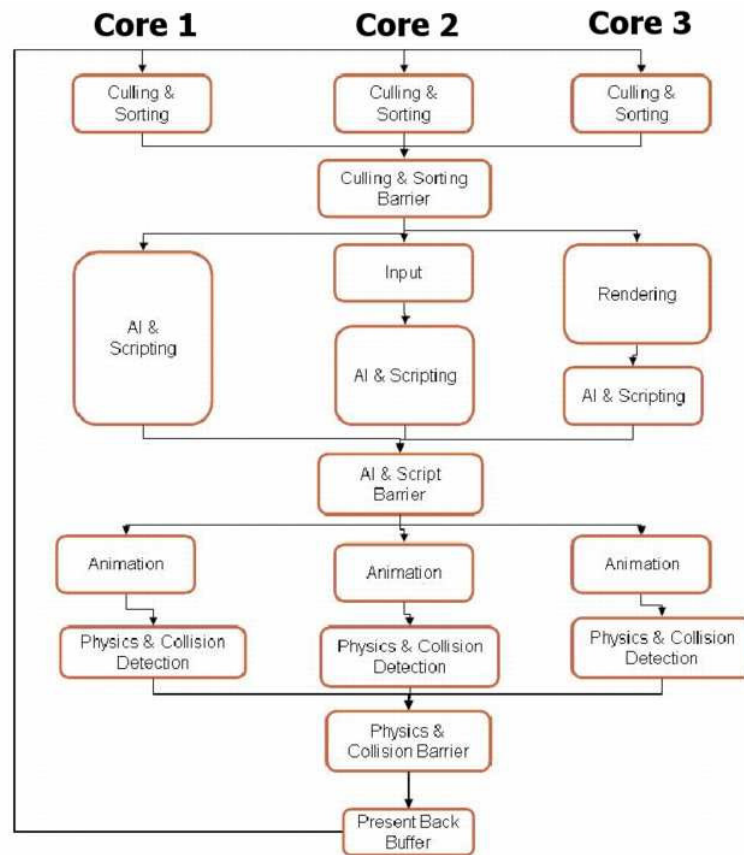 Core 1
Core 2
Core 3
Culling &
Sorting
Culling &
Sorting
Culling &
Sorting
Culling & Sorting
Barrier
AI &
Scripting
Input
Rendering
AI & Scripting
AI & Scripting
AI & Script
Barrier
Animation
Animation
Animation
Physics & Collision
Detection
Physics & Collision
Detection
Physics & Collision
Detection
Physics &
Collision Barrier
Present Back
Buffer